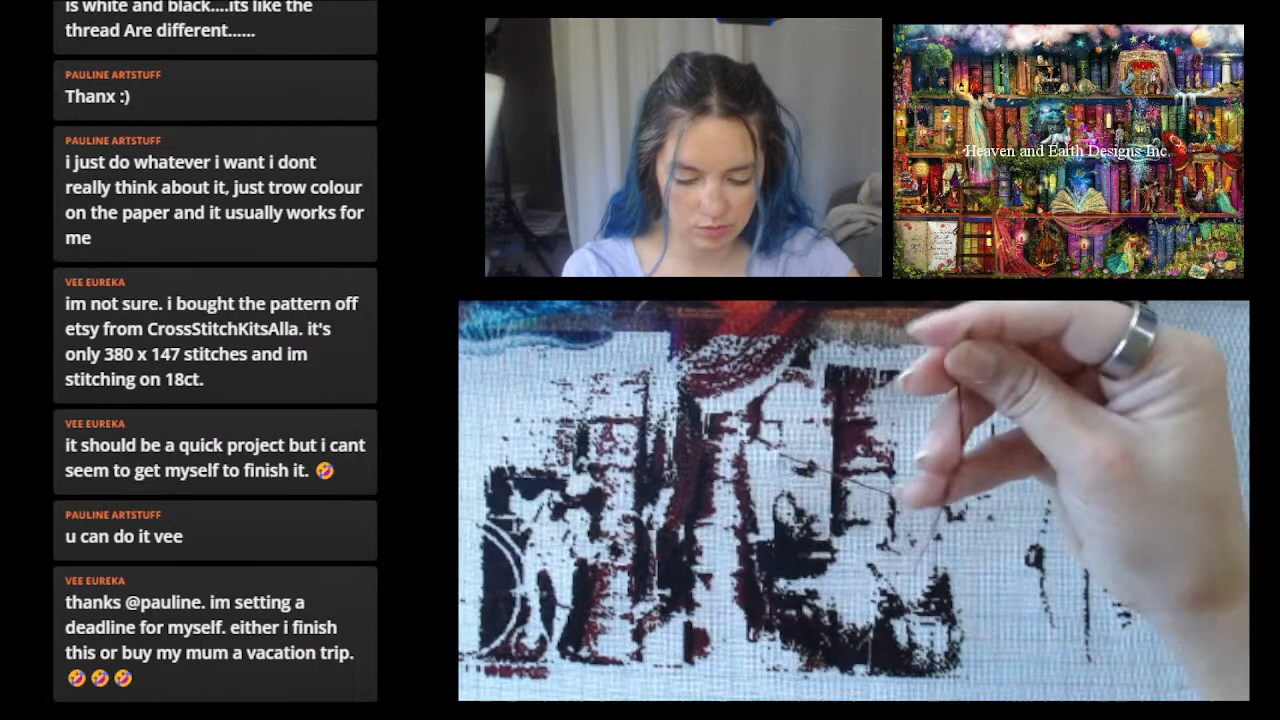 is white and black....its like the
thread Are different......
PAULINE ARTSTUFF
Thanx :)
PAULINE ARTSTUFF
i just do whatever i want i dont
really think about it, just trow colour
on the paper and it usually works for
me
VEE EUREKA
im not sure. i bought the pattern off
etsy from CrossStitchKitsAlla. it's
only 380 x 147 stitches and im
stitching on 18ct.
VEE EUREKA
it should be a quick project but i cant
seem to get myself to finish it. 🤣
PAULINE ARTSTUFF
u can do it vee
VEE EUREKA
thanks @pauline. im setting a
deadline for myself. either i finish
this or buy my mum a vacation trip.
🤣🤣🤣
Heaven and Earth Designs Inc